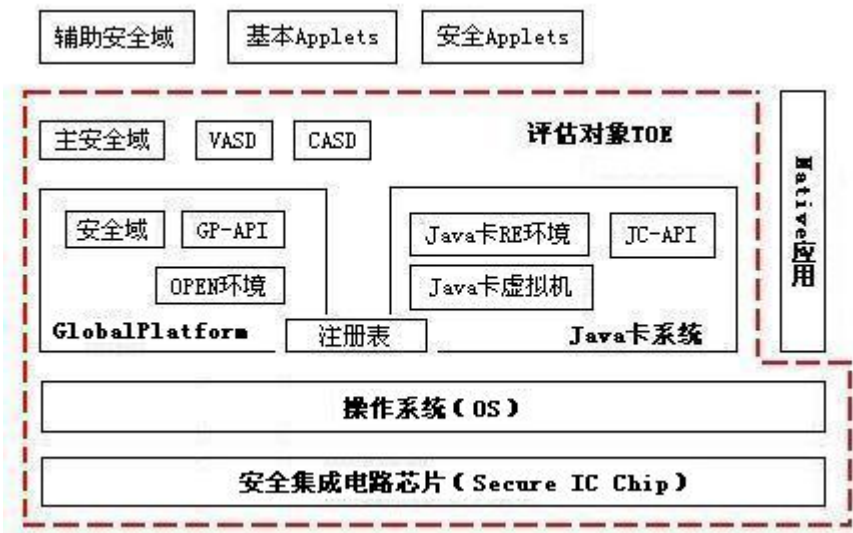 辅助安全域
基本Applets
安全Applets
主安全域
VASD
CASD
评估对象TOE
Native应用
安全域
GP-API
OPEN环境
GlobalPlatform
注册表
Java卡RE环境
JC-API
Java卡虚拟机
Java卡系统
操作系统(OS)
安全集成电路芯片(Secure IC Chip)